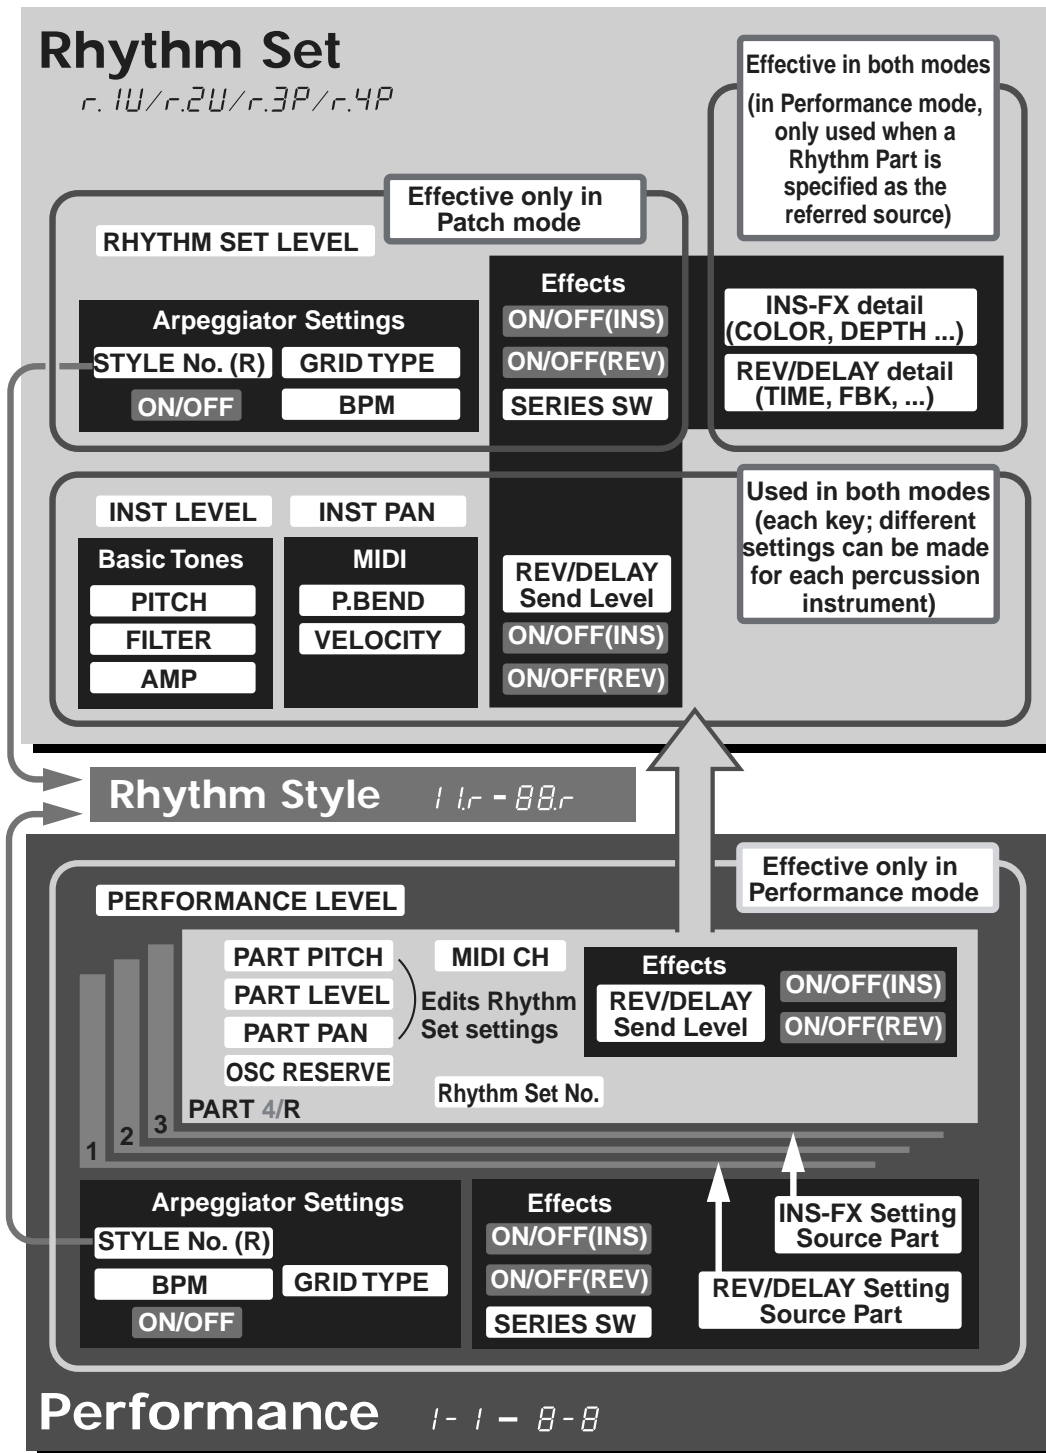 Rhythm Set
r. 1U/r.2U/r.3P/r.4P
Effective in both modes
(in Performance mode,
only used when a
Rhythm Part is
specified as the
referred source)
Effective only in
Patch mode
RHYTHM SET LEVEL
Arpeggiator Settings
STYLE No. (R)
GRID TYPE
ON/OFF
BPM
Effects
ON/OFF(INS)
ON/OFF(REV)
SERIES SW
INS-FX detail
(COLOR, DEPTH ...)
REV/DELAY detail
(TIME, FBK, ...)
Used in both modes
(each key; different
settings can be made
for each percussion
instrument)
INST LEVEL
INST PAN
Basic Tones
PITCH
FILTER
AMP
MIDI
P.BEND
VELOCITY
REV/DELAY
Send Level
ON/OFF(INS)
ON/OFF(REV)
Rhythm Style 11.r - 88.r
Effective only in
Performance mode
PERFORMANCE LEVEL
PART PITCH
PART LEVEL
PART PAN
OSC RESERVE
MIDI CH
Edits Rhythm
Set settings
Rhythm Set No.
Effects
REV/DELAY
Send Level
ON/OFF(INS)
ON/OFF(REV)
PART 4/R
3
2
1
Arpeggiator Settings
STYLE No. (R)
BPM
GRID TYPE
ON/OFF
Effects
ON/OFF(INS)
ON/OFF(REV)
SERIES SW
INS-FX Setting
Source Part
REV/DELAY Setting
Source Part
Performance 1- 1 - 8-8